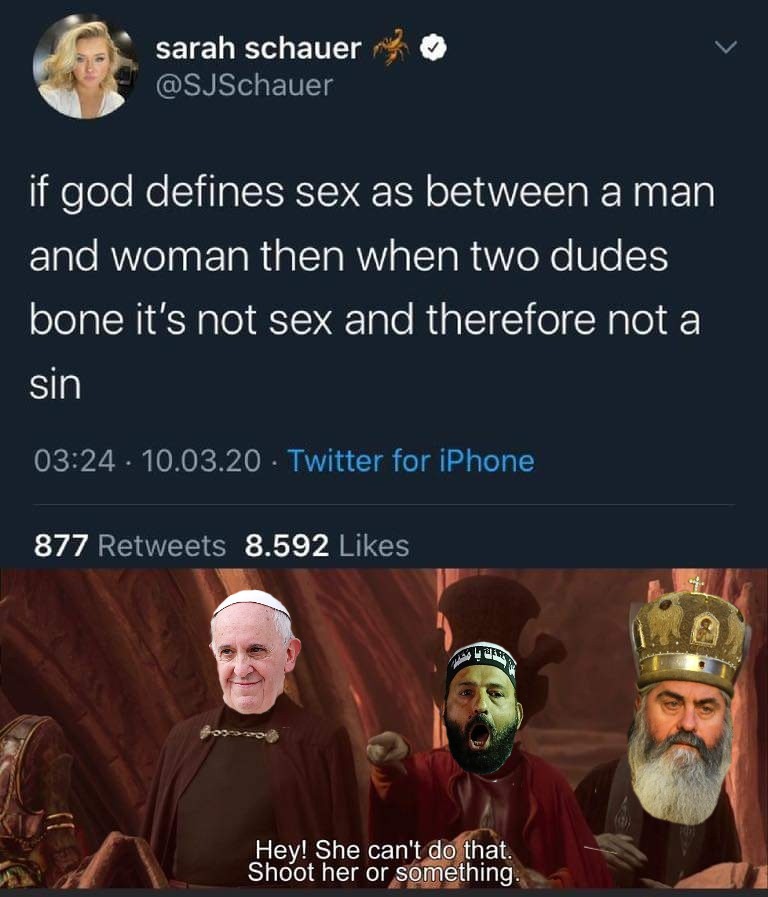 sarah schauer
@SJSchauer
if god defines sex as between a man
and woman then when two dudes
bone it's not sex and therefore not a
sin
03:24 · 10.03.20 · Twitter for iPhone
877 Retweets 8.592 Likes
Hey! She can't do that.
Shoot her or something.